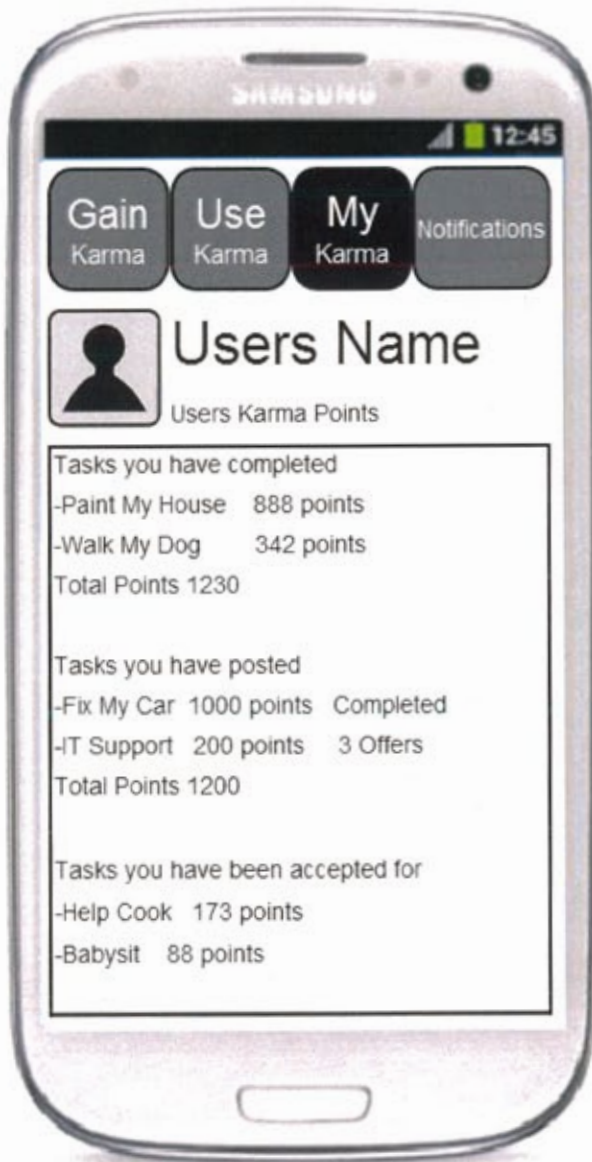 SAMSUNG
12:45
Gain Karma
Use Karma
My Karma
Notifications
Users Name
Users Karma Points
Tasks you have completed
-Paint My House 888 points
-Walk My Dog 342 points
Total Points 1230
Tasks you have posted
-Fix My Car 1000 points Completed
-IT Support 200 points 3 Offers
Total Points 1200
Tasks you have been accepted for
-Help Cook 173 points
-Babysit 88 points